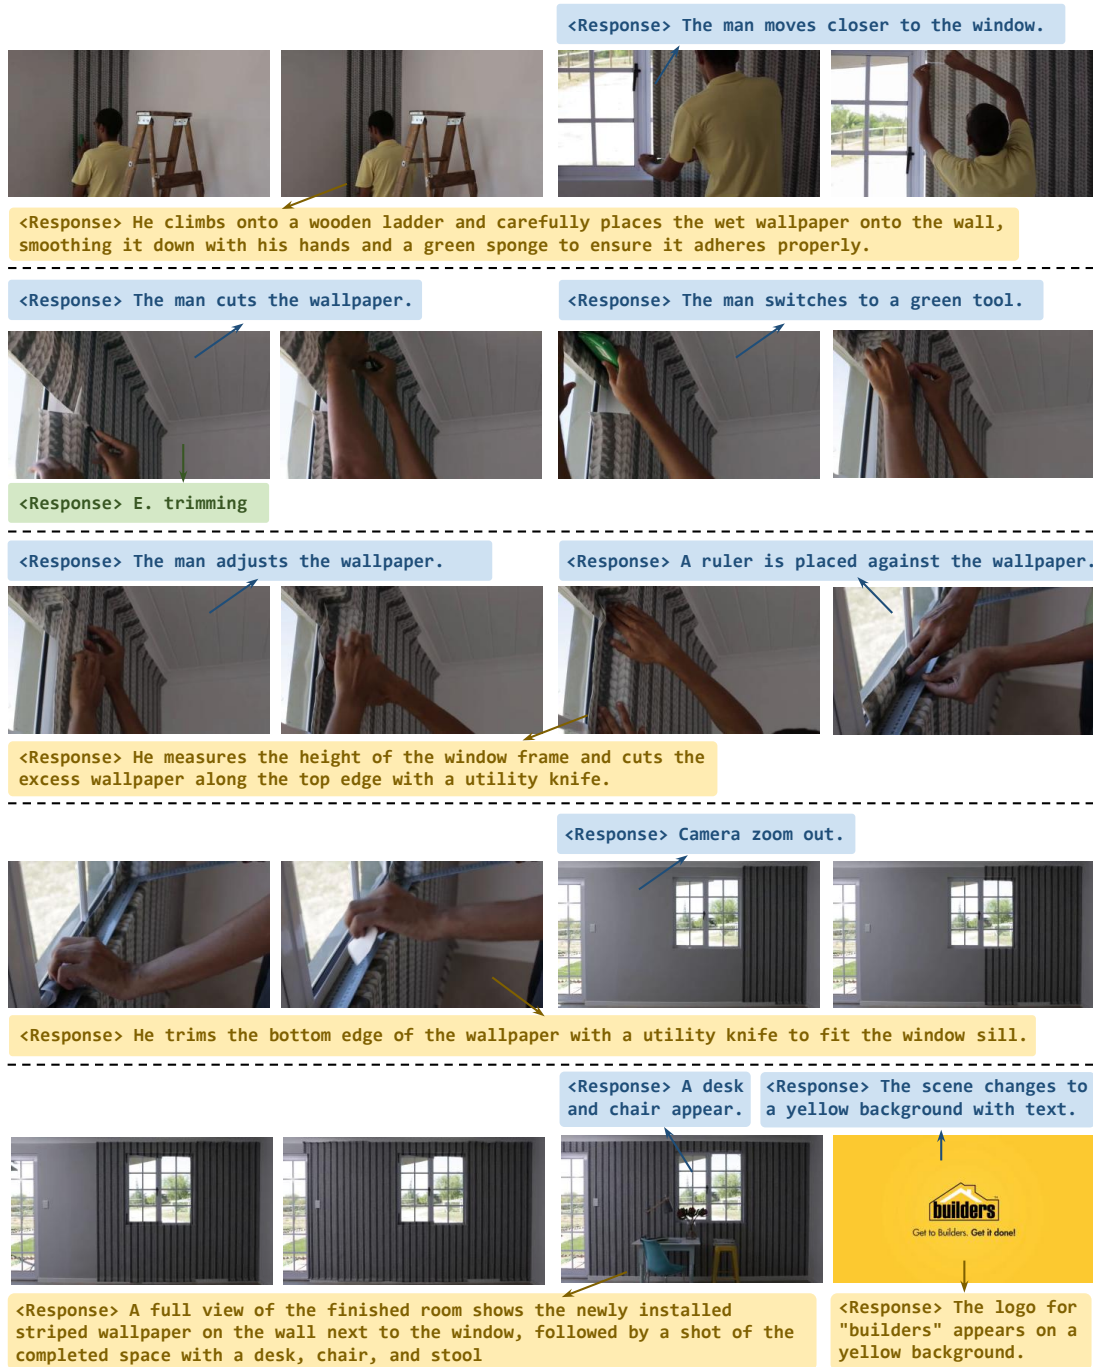 <Response> The man moves closer to the window.
<Response> He climbs onto a wooden ladder and carefully places the wet wallpaper onto the wall,
smoothing it down with his hands and a green sponge to ensure it adheres properly.
<Response> The man cuts the wallpaper.
<Response> The man switches to a green tool.
<Response> E. trimming
<Response> The man adjusts the wallpaper.
<Response> A ruler is placed against the wallpaper.
<Response> He measures the height of the window frame and cuts the
excess wallpaper along the top edge with a utility knife.
<Response> Camera zoom out.
<Response> He trims the bottom edge of the wallpaper with a utility knife to fit the window sill.
<Response> A desk
and chair appear.
<Response> The scene changes to
a yellow background with text.
builders
Get to Builders. Get it done!
<Response> A full view of the finished room shows the newly installed
striped wallpaper on the wall next to the window, followed by a shot of the
completed space with a desk, chair, and stool
<Response> The logo for
"builders" appears on a
yellow background.